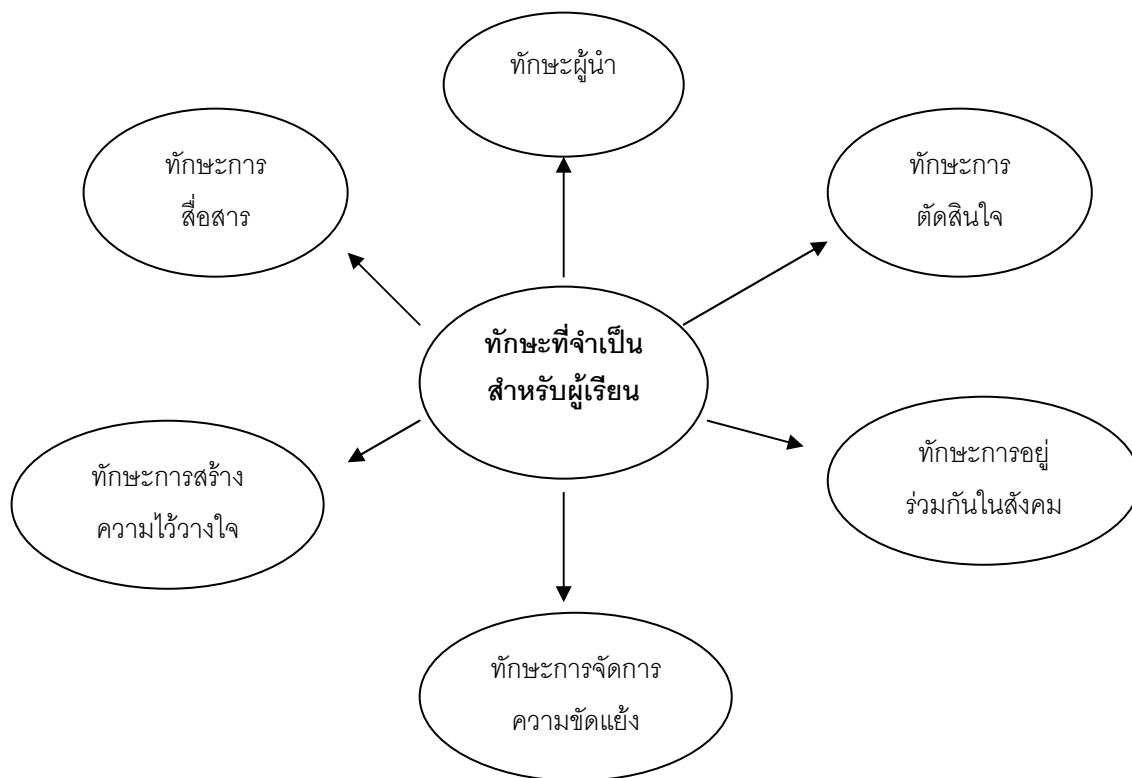 ทักษะผู้นำ
ทักษะการ
สื่อสาร
ทักษะการ
ตัดสินใจ
ทักษะที่จำเป็น
สำหรับผู้เรียน
ทักษะการสร้าง
ความไว้วางใจ
ทักษะการอยู่
ร่วมกันในสังคม
ทักษะการจัดการ
ความขัดแย้ง